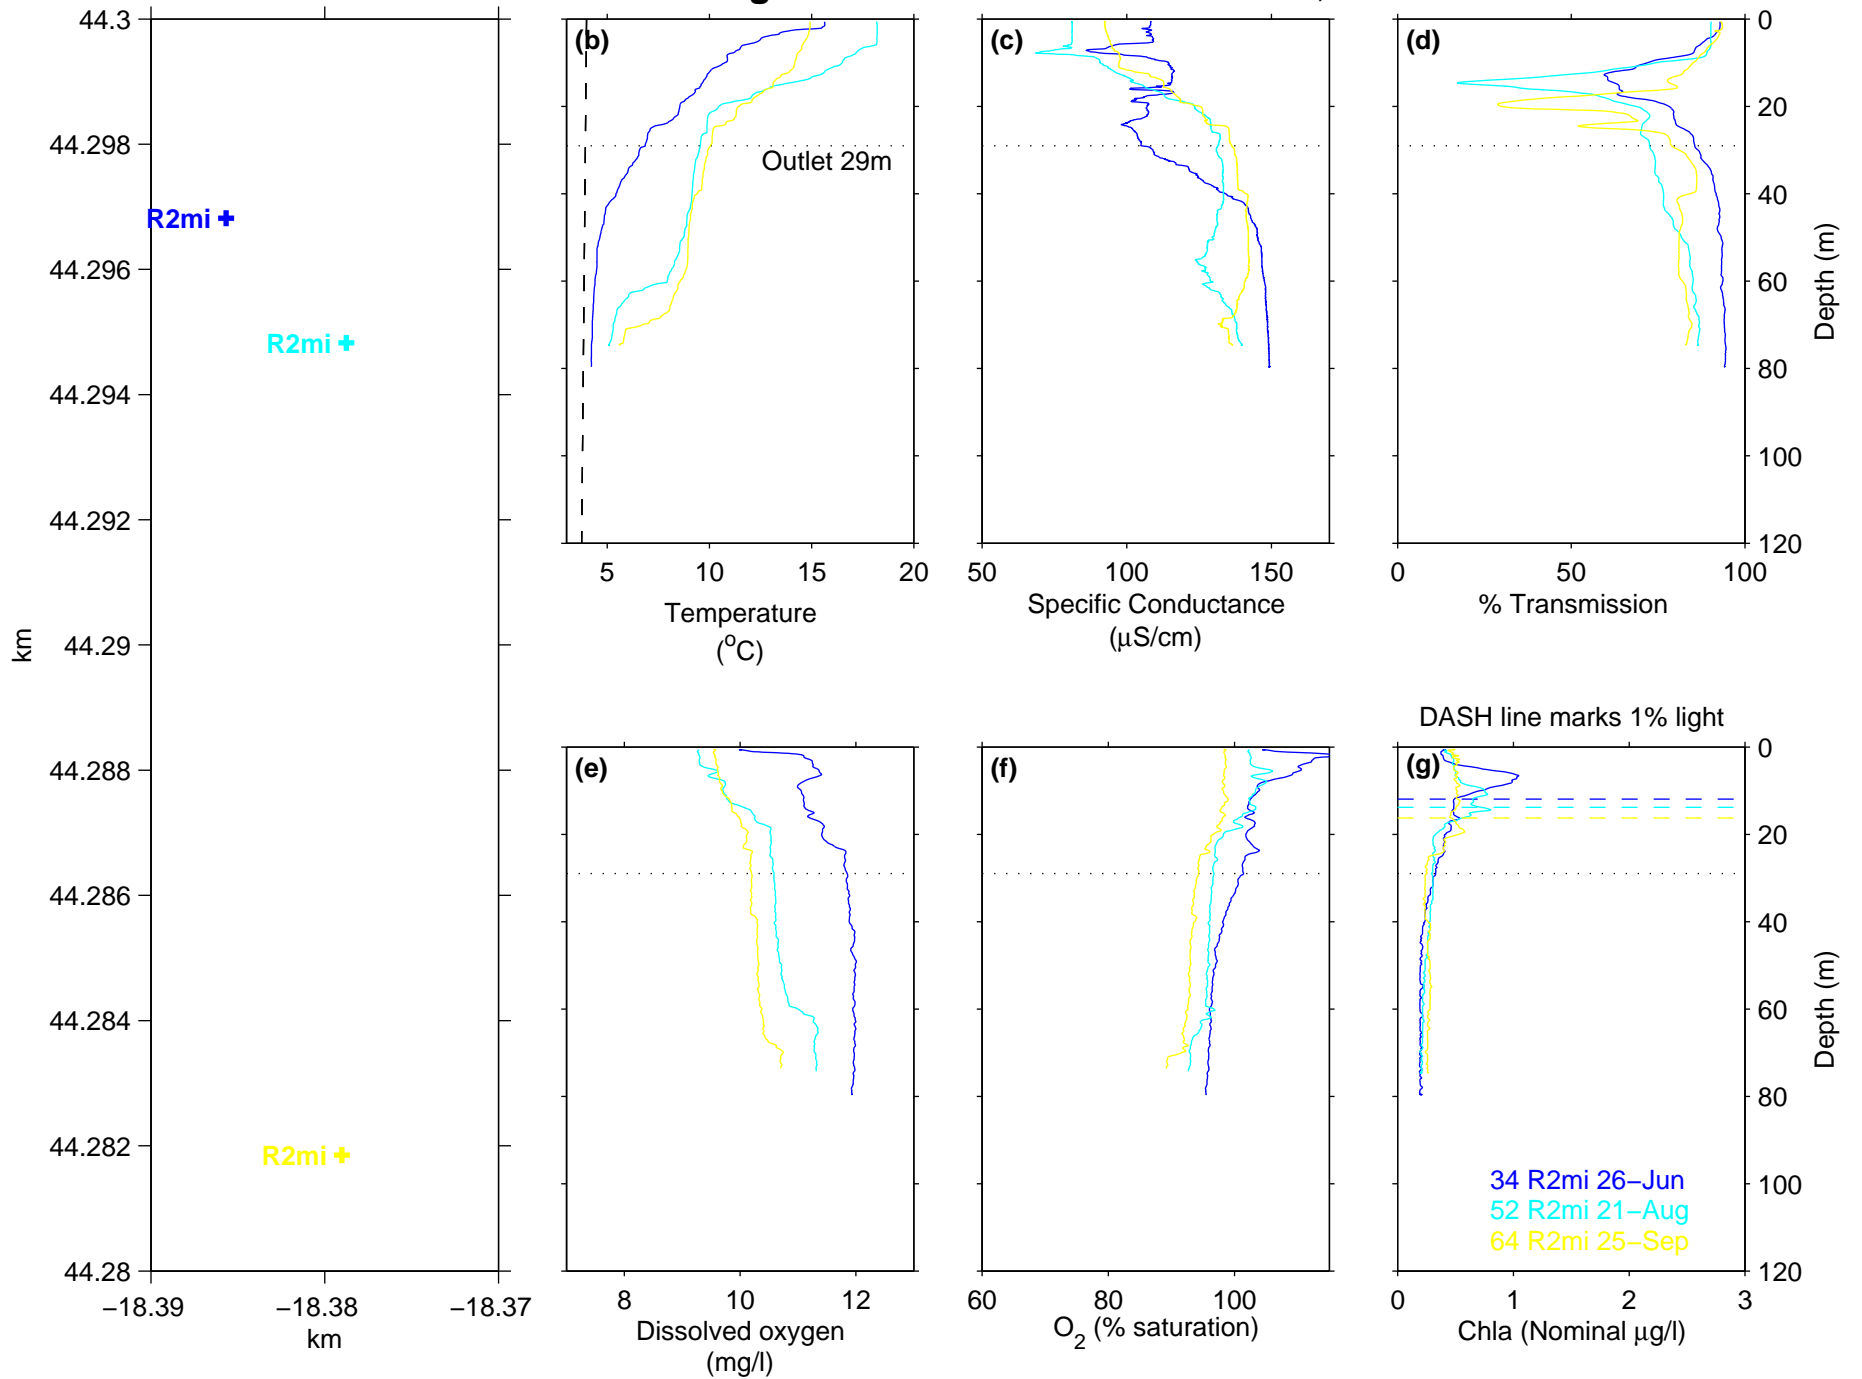 g
44.3
44.298
44.296
44.294
44.292
44.29
44.288
44.286
44.284
44.282
44.28
km
R2mi
R2mi
R2mi
−18.39
−18.38
−18.37
km
(b)
Outlet 29m
5
10
15
20
Temperature
(oC)
(c)
50
100
150
Specific Conductance
(μS/cm)
(d)
0
20
40
60
80
100
120
Depth (m)
0
50
100
% Transmission
(e)
8
10
12
Dissolved oxygen
(mg/l)
(f)
60
80
100
O2 (% saturation)
DASH line marks 1% light
(g)
0
20
40
60
80
100
120
Depth (m)
34 R2mi 26−Jun
52 R2mi 21−Aug
64 R2mi 25−Sep
0
1
2
3
Chla (Nominal μg/l)